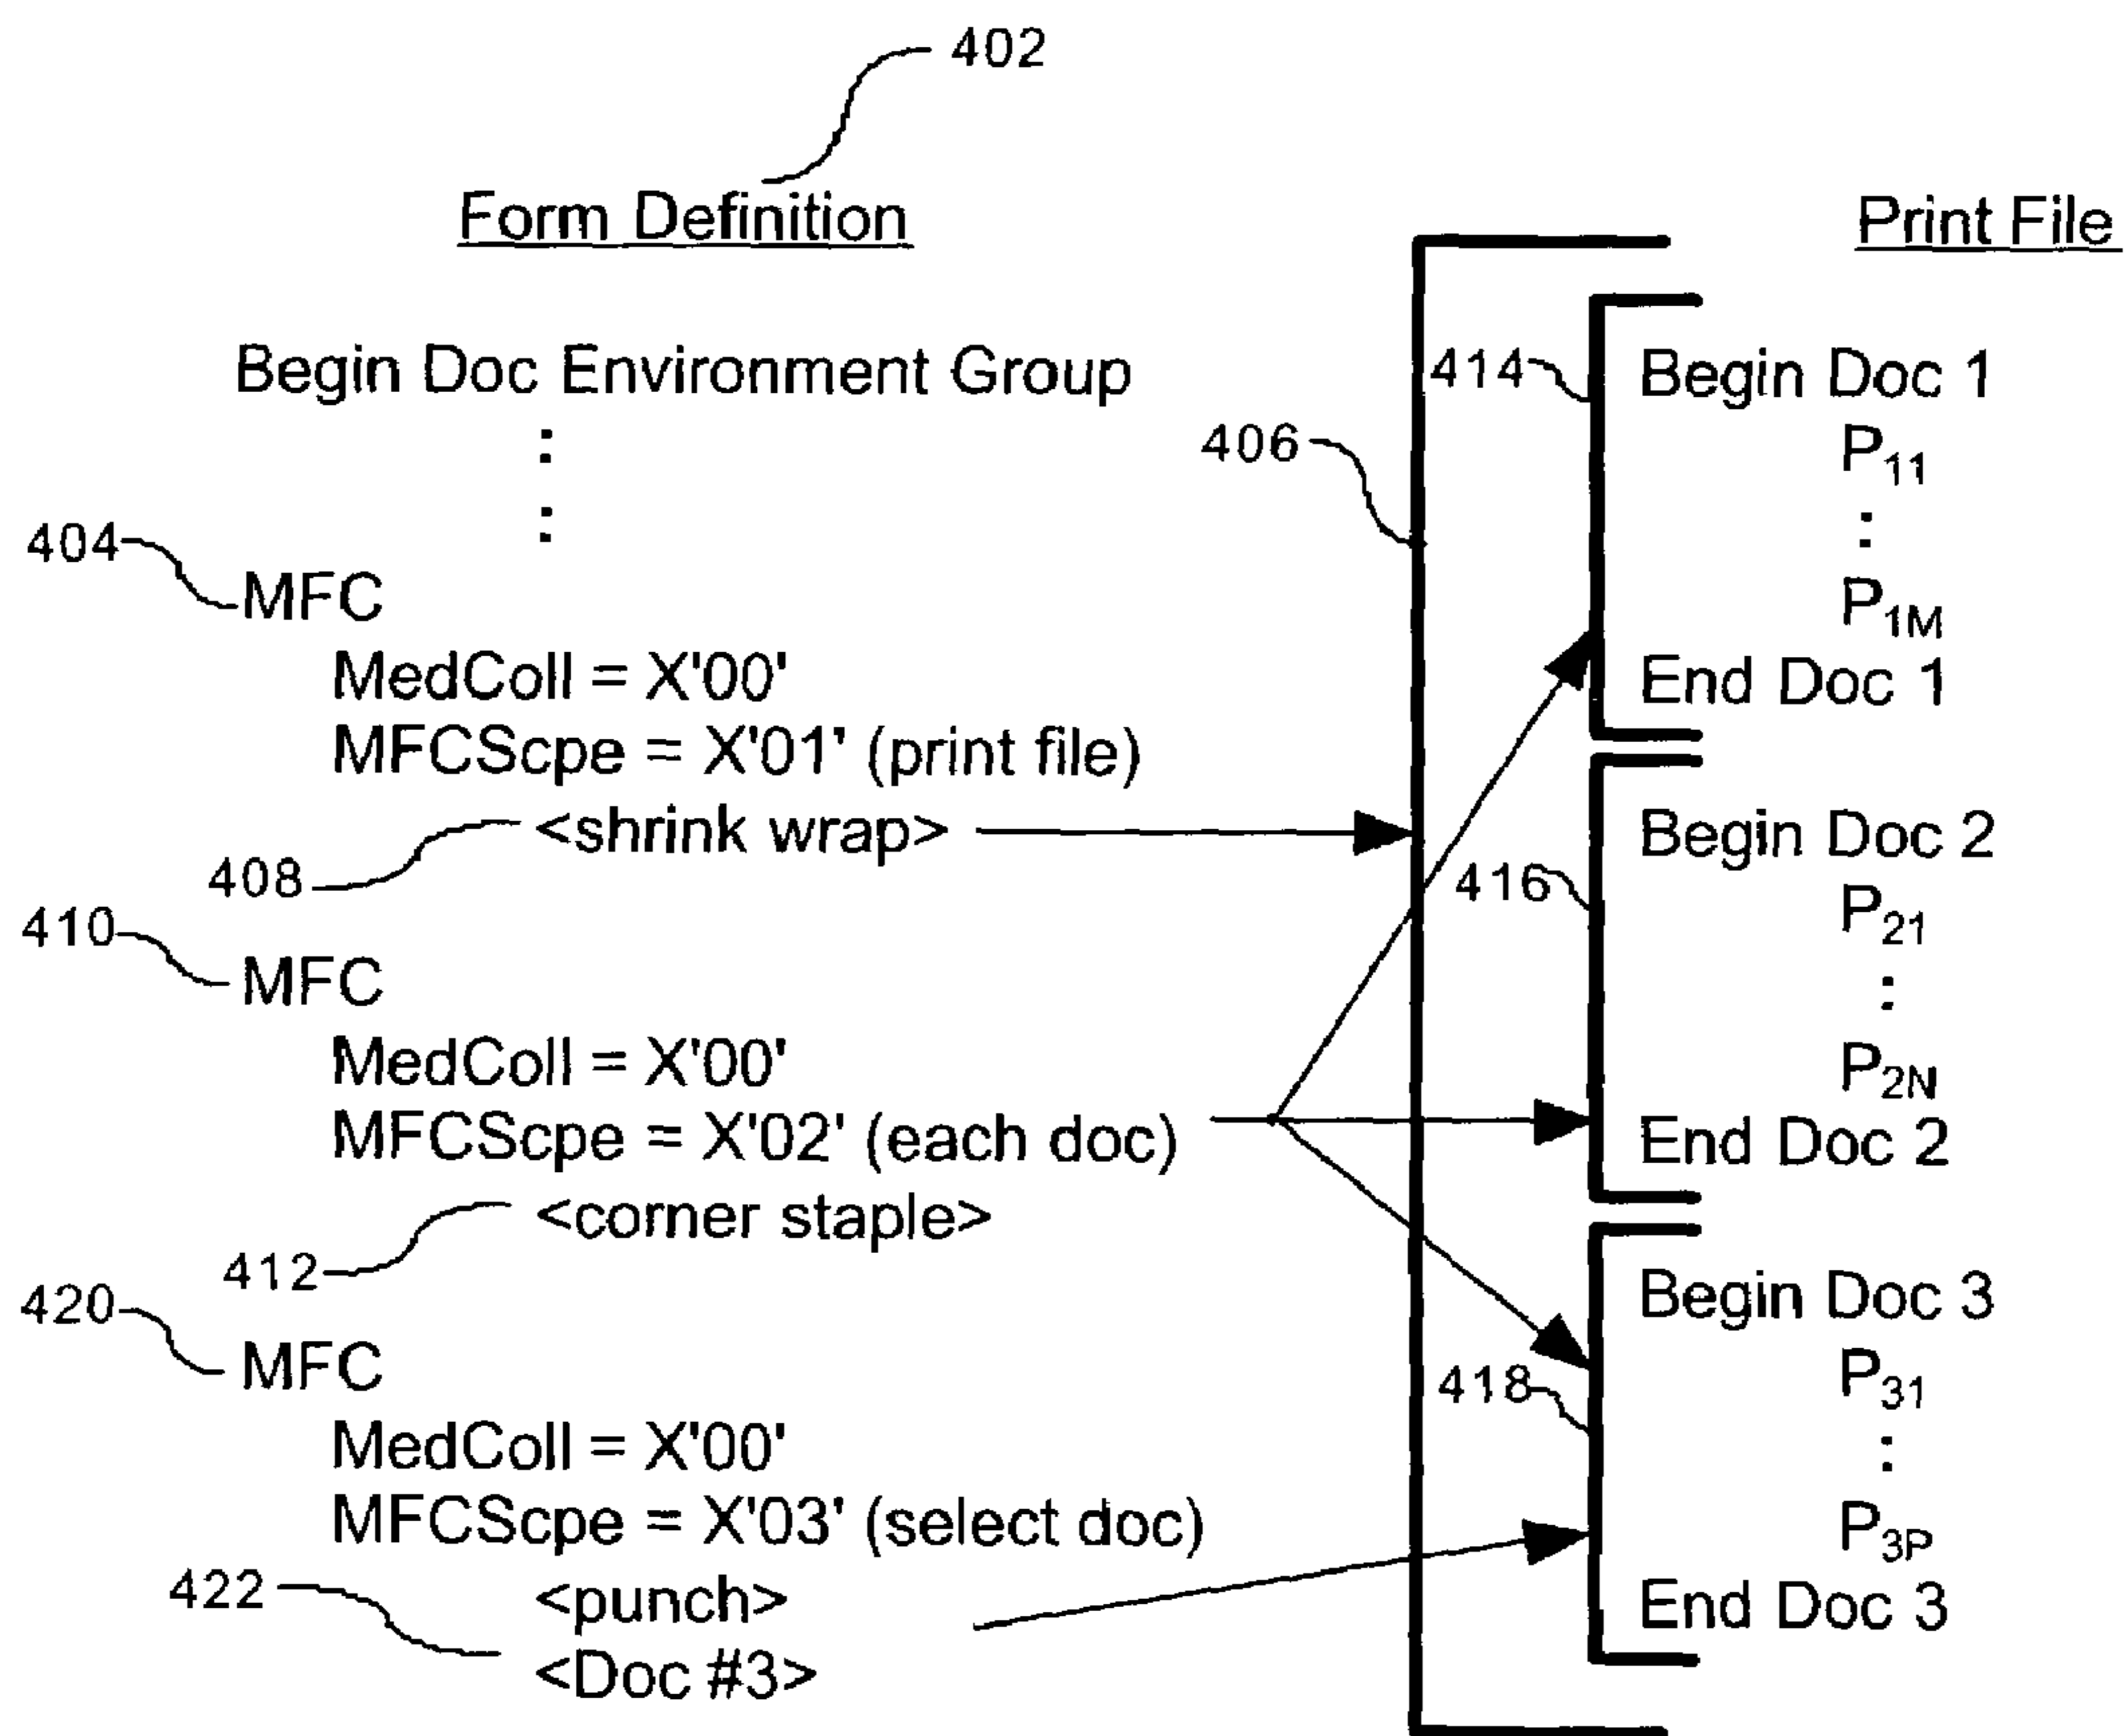 402
Form Definition
Begin Doc Environment Group
:
:
404
MFC
MedColl = X'00'
MFCScpe = X'01' (print file)
<shrink wrap>
408
410
MFC
MedColl = X'00'
MFCScpe = X'02' (each doc)
<corner staple>
412
420
MFC
MedColl = X'00'
MFCScpe = X'03' (select doc)
422
<punch>
<Doc #3>
Print File
406
414
Begin Doc 1
P11
:
P1M
End Doc 1
Begin Doc 2
416
P21
:
P2N
End Doc 2
Begin Doc 3
418
P31
:
P3P
End Doc 3